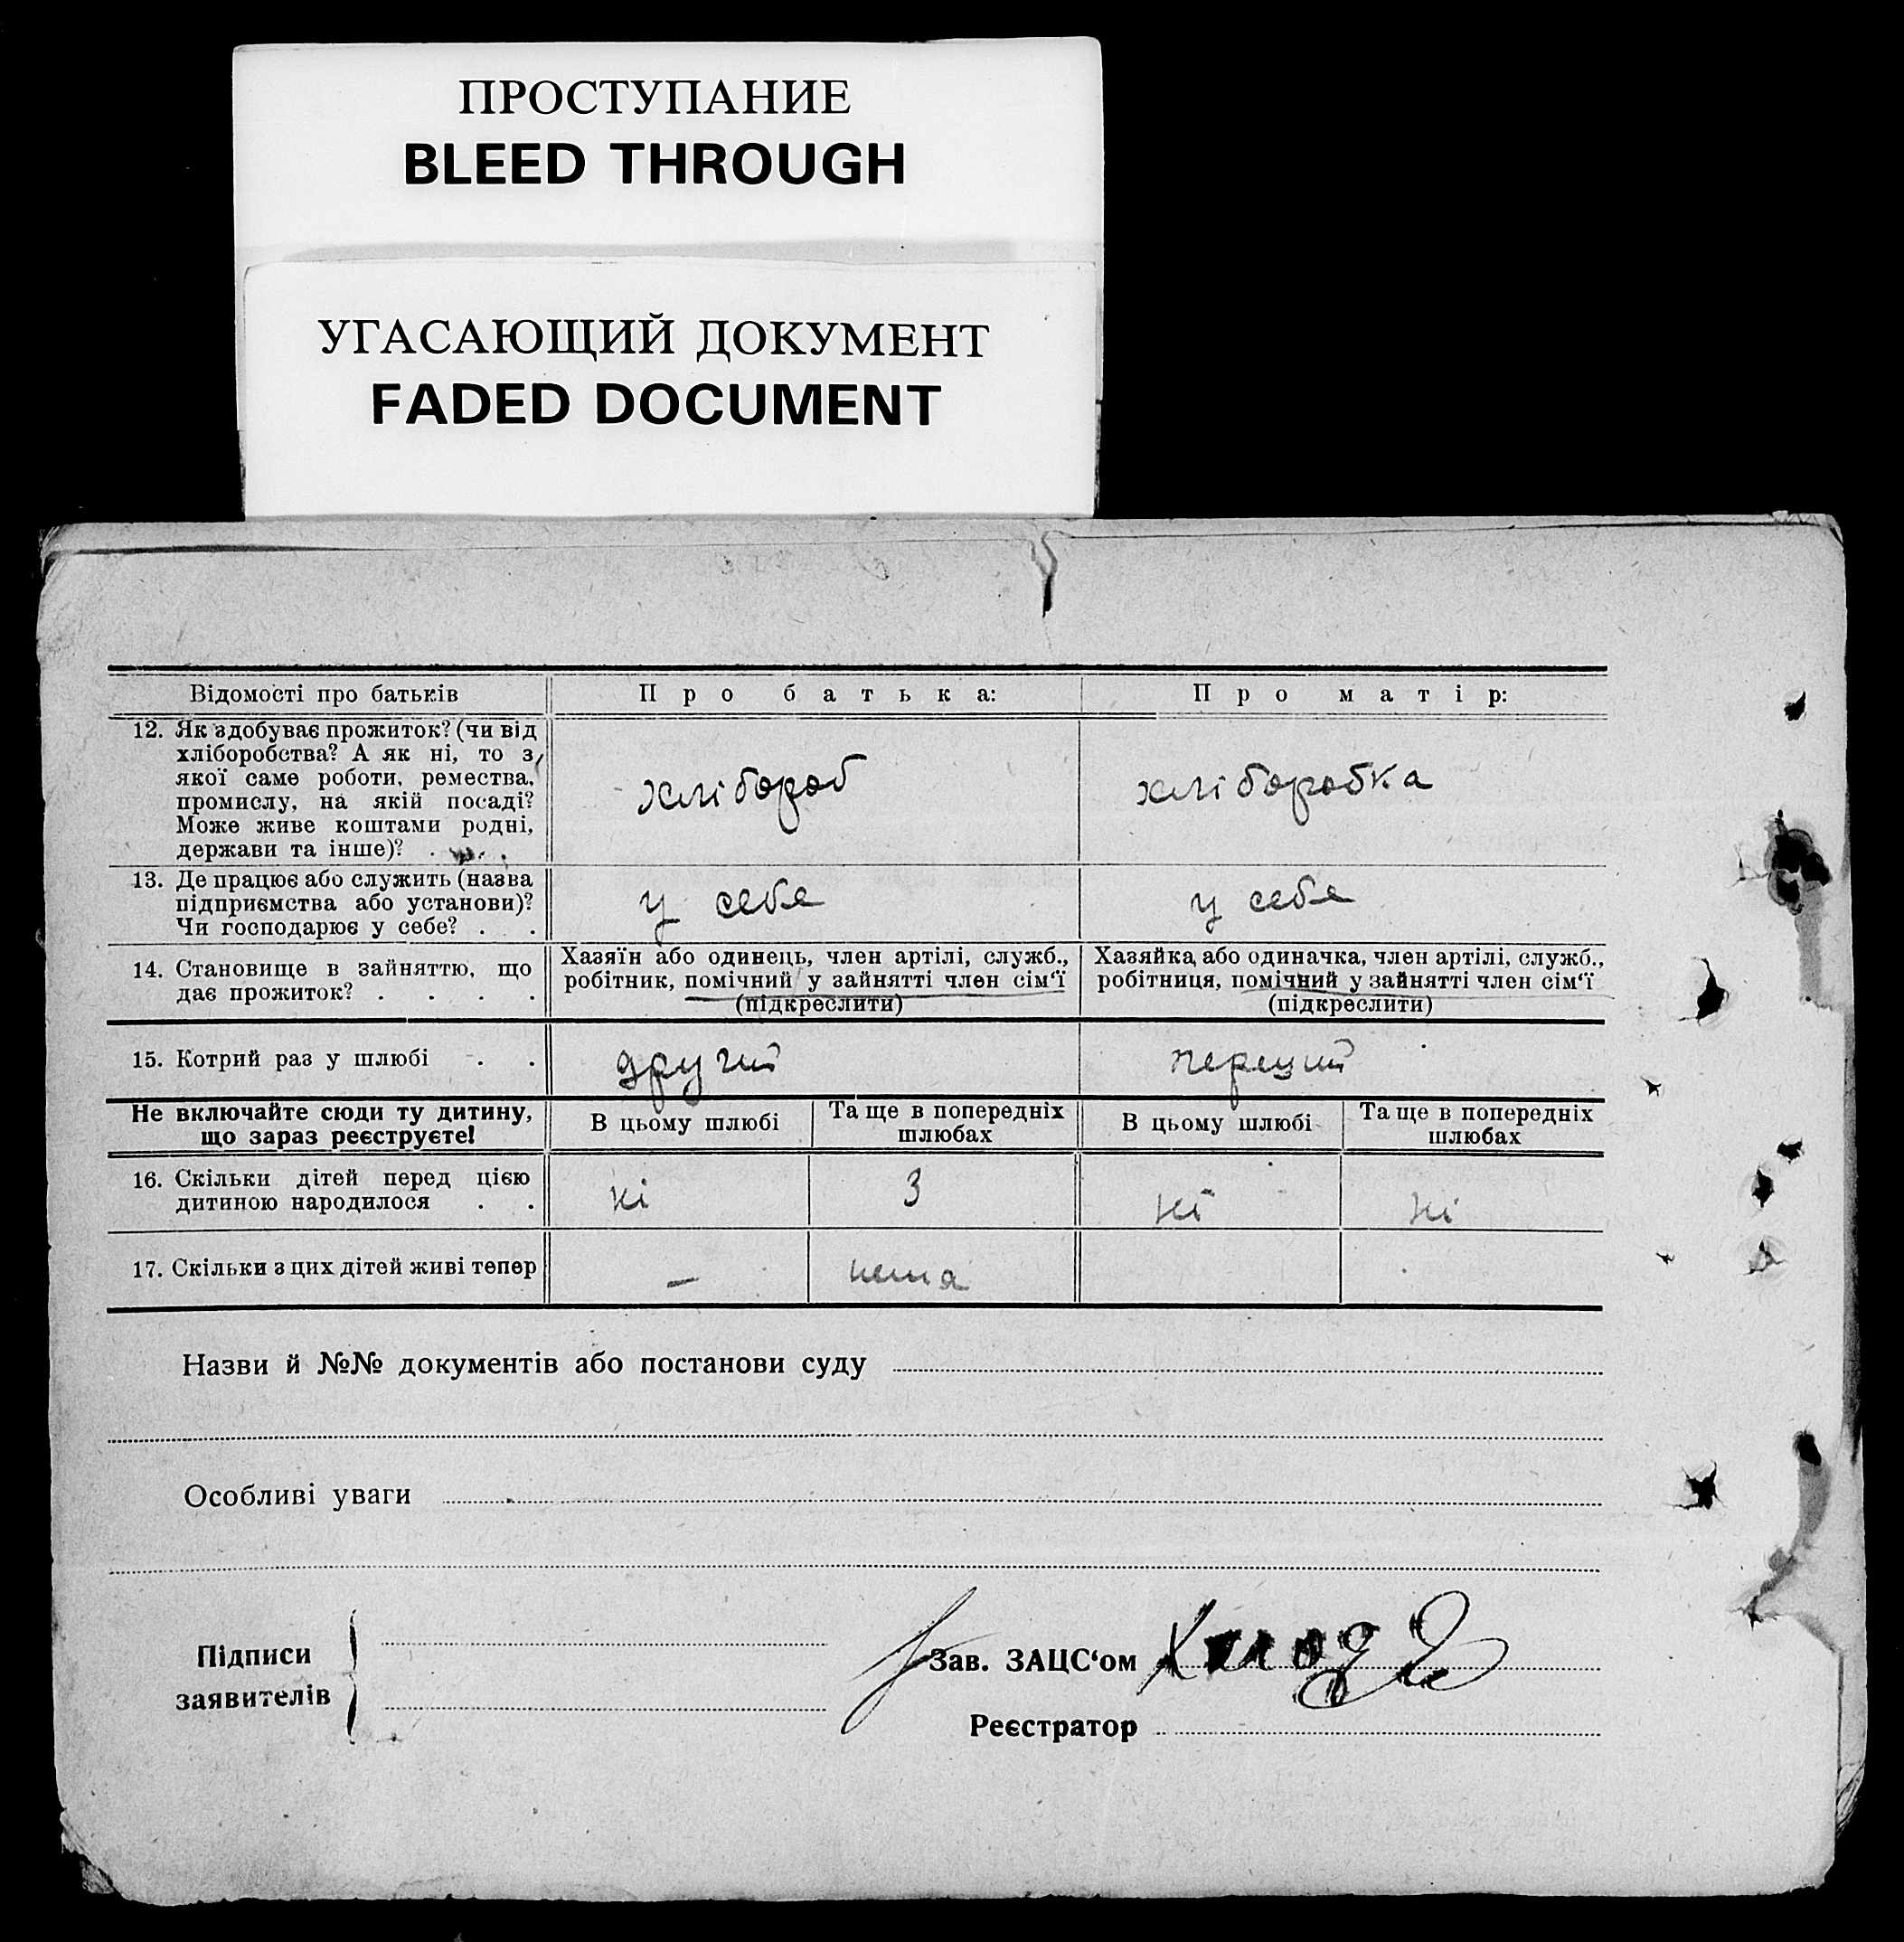 ПРОСТУПАНИЕ
BLEED THROUGH
УГАСАЮЩИЙ ДОКУМЕНТ
FADED DOCUMENT
Відомості про батьків
Про батька:
Про матір:
12. Як здобуває прожиток? (чи від
хліборобства? А як ні, то з
якої саме роботи, ремества,
промислу, на якій посаді?
Може живе коштами родні,
держави та інше)? . . . .
хлібороб
хліборобка
13. Де працює або служить (назва
підприємства або установи)?
Чи господарює у себе? . .
у себе
у себе
14. Становище в зайняттю, що
дає прожиток? . . . .
Хазяїн або одинець, член артілі, служб.,
робітник, помічний у зайнятті член сім'ї
(підкреслити)
Хазяйка або одиначка, член артілі, служб.,
робітниця, помічний у зайнятті член сім'ї
(підкреслити)
15. Котрий раз у шлюбі . .
другий
перший
Не включайте сюди ту дитину,
що зараз реєструєте!
В цьому шлюбі
Та ще в попередніх
шлюбах
В цьому шлюбі
Та ще в попередніх
шлюбах
16. Скільки дітей перед цією
дитиною народилося . .
ні
3
ні
ні
17. Скільки з цих дітей живі тепер
—
нема
Назви й №№ документів або постанови суду
Особливі уваги
Підписи
заявителів
Зав. ЗАЦС'ом
Реєстратор